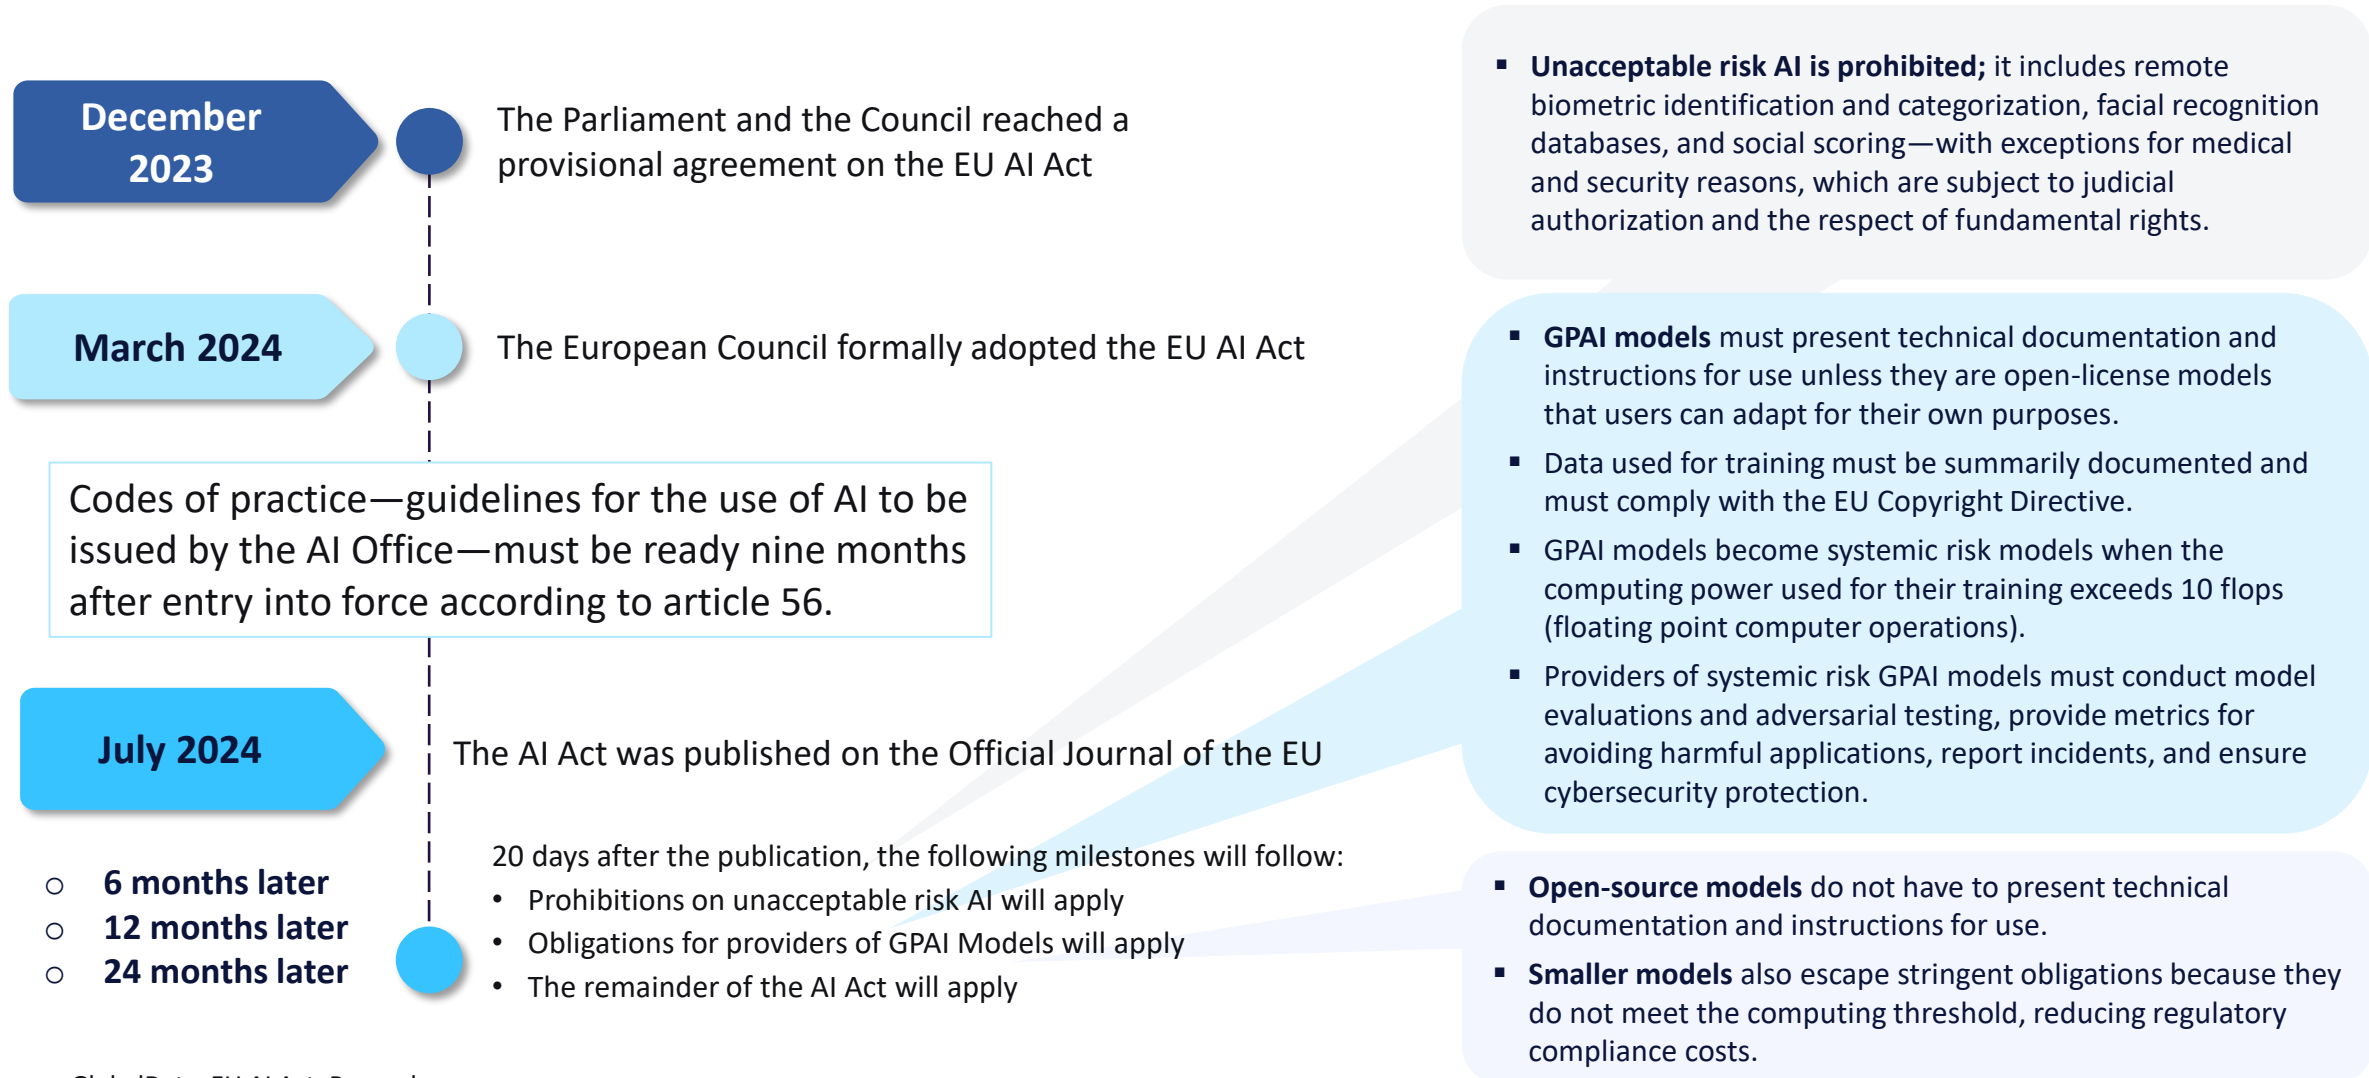 December
2023
The Parliament and the Council reached a
provisional agreement on the EU AI Act
March 2024
The European Council formally adopted the EU AI Act
Codes of practice—guidelines for the use of AI to be
issued by the AI Office—must be ready nine months
after entry into force according to article 56.
July 2024
The AI Act was published on the Official Journal of the EU
20 days after the publication, the following milestones will follow:
o 6 months later
• Prohibitions on unacceptable risk AI will apply
o 12 months later
• Obligations for providers of GPAI Models will apply
o 24 months later
• The remainder of the AI Act will apply
▪ Unacceptable risk AI is prohibited; it includes remote
biometric identification and categorization, facial recognition
databases, and social scoring—with exceptions for medical
and security reasons, which are subject to judicial
authorization and the respect of fundamental rights.
▪ GPAI models must present technical documentation and
instructions for use unless they are open-license models
that users can adapt for their own purposes.
▪ Data used for training must be summarily documented and
must comply with the EU Copyright Directive.
▪ GPAI models become systemic risk models when the
computing power used for their training exceeds 10 flops
(floating point computer operations).
▪ Providers of systemic risk GPAI models must conduct model
evaluations and adversarial testing, provide metrics for
avoiding harmful applications, report incidents, and ensure
cybersecurity protection.
▪ Open-source models do not have to present technical
documentation and instructions for use.
▪ Smaller models also escape stringent obligations because they
do not meet the computing threshold, reducing regulatory
compliance costs.